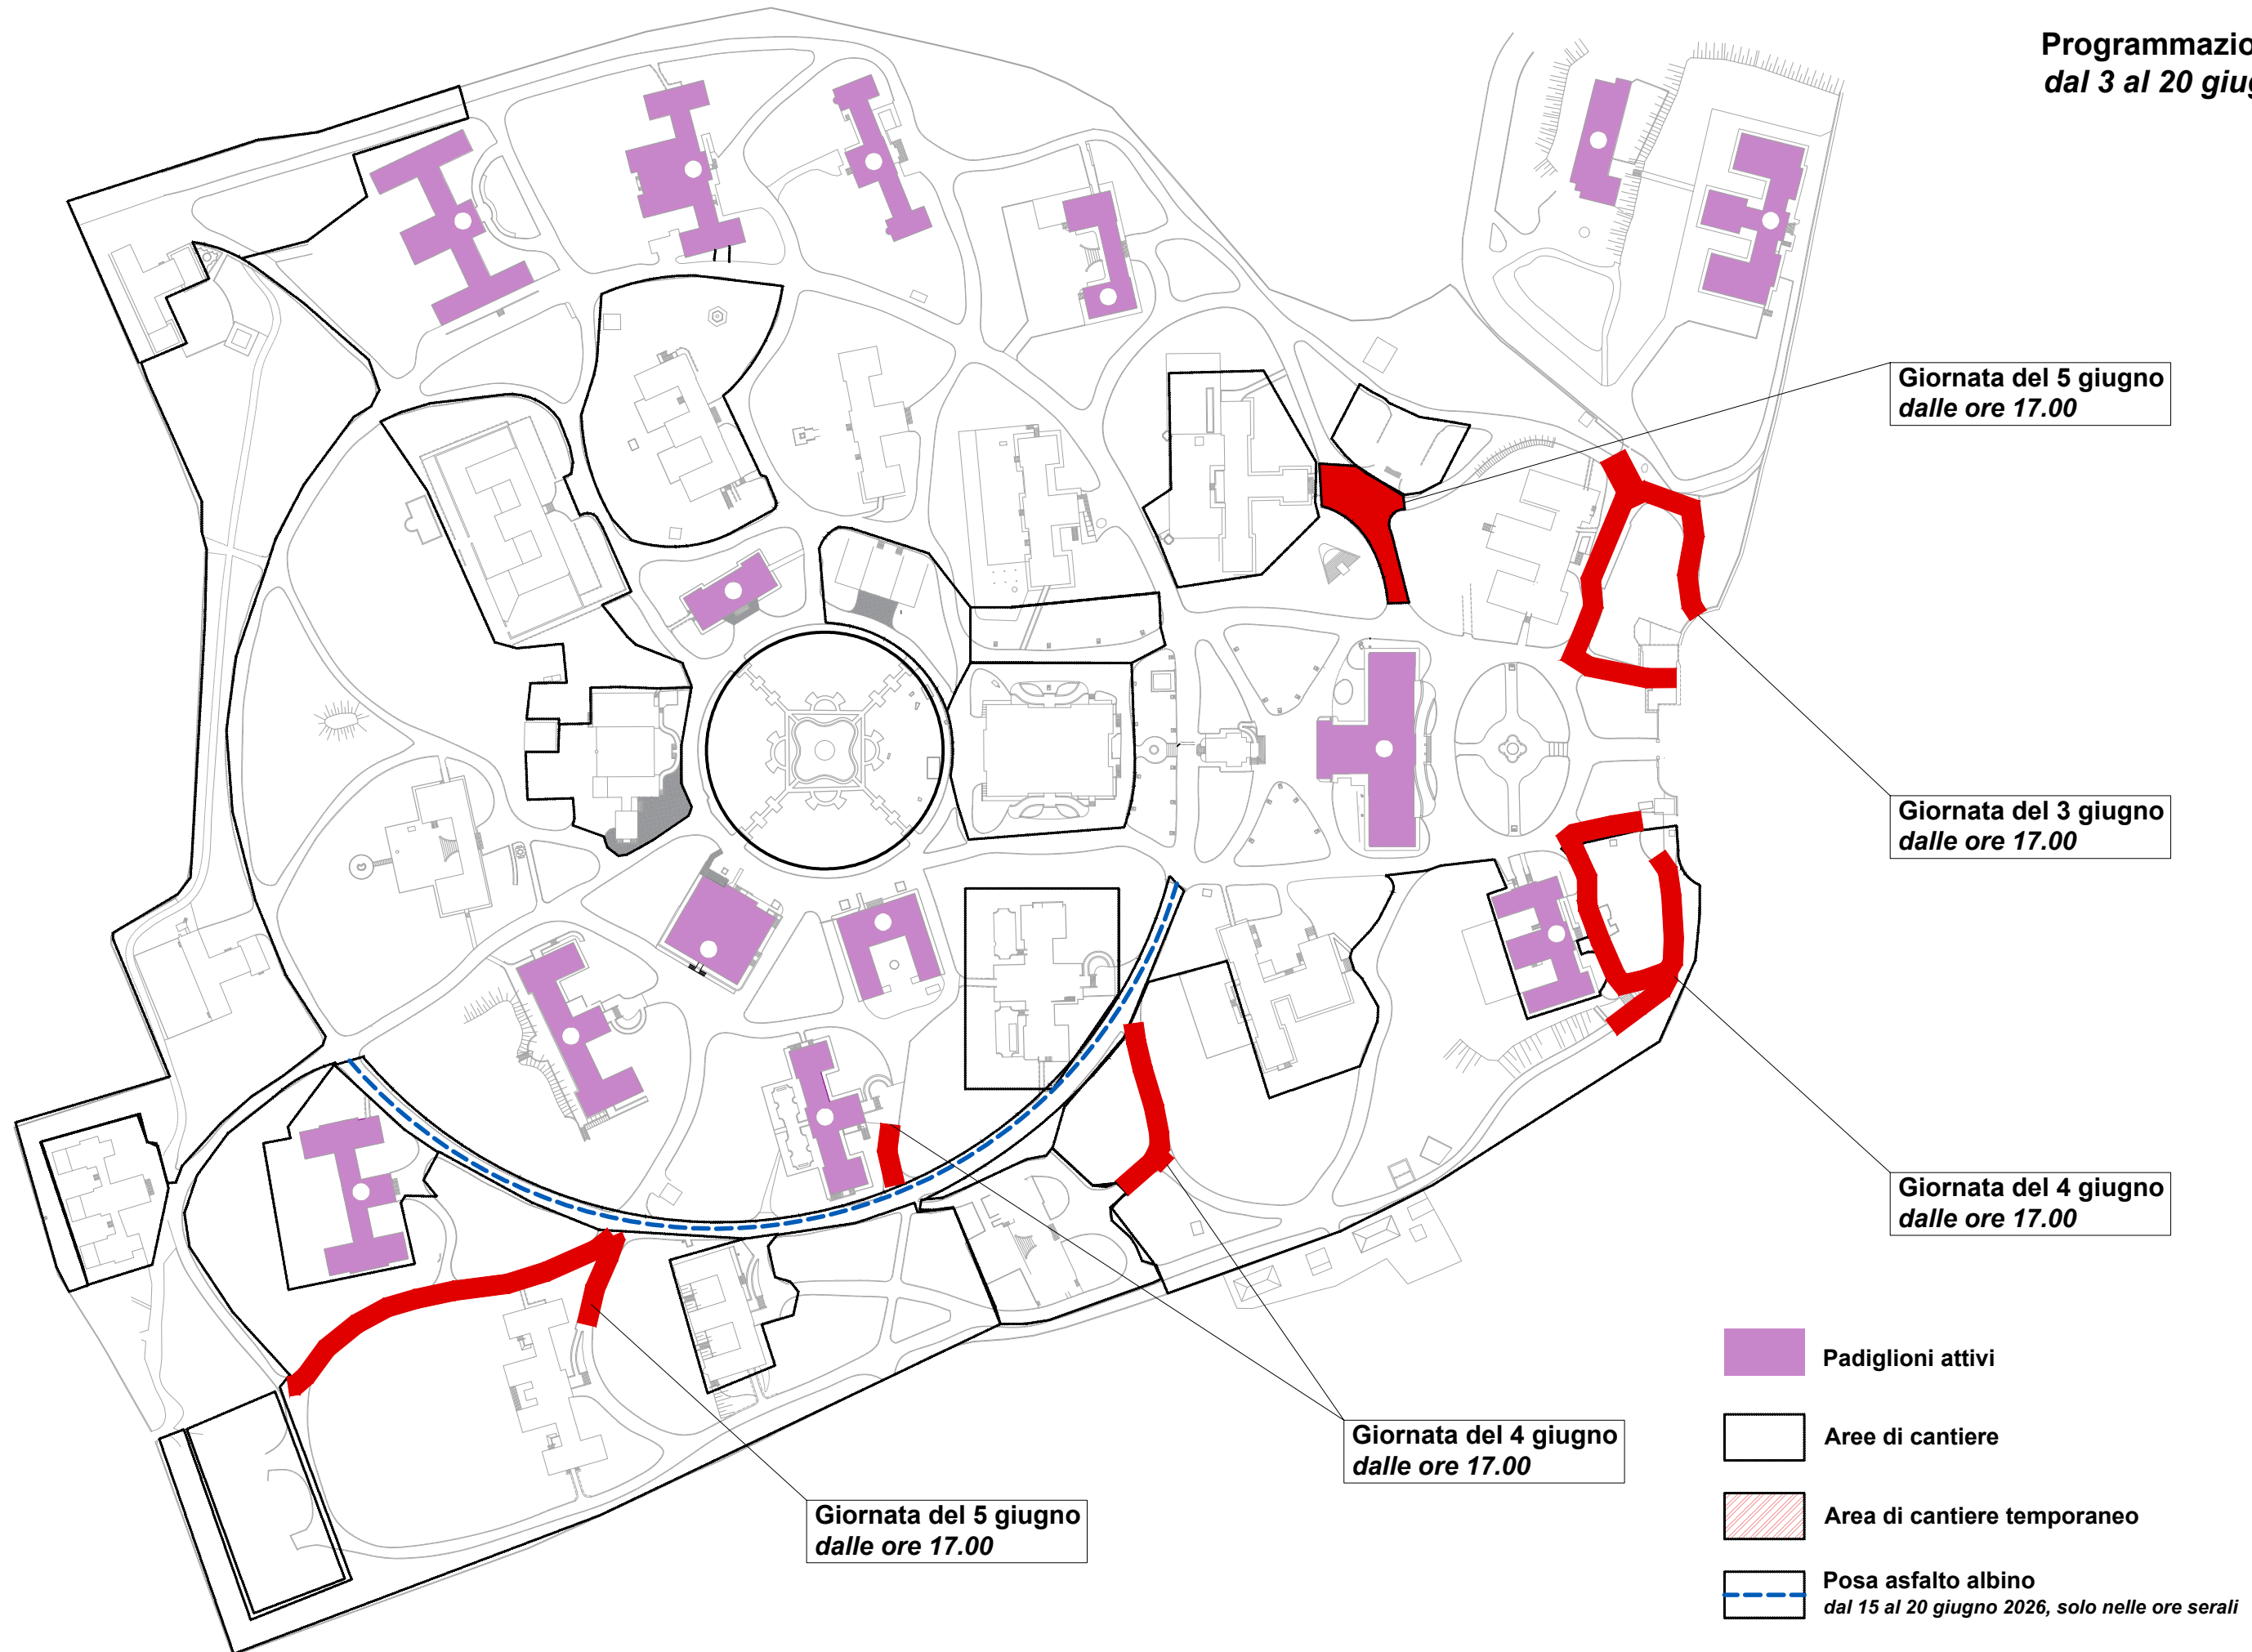 dal 3 al 20
Giornata del 5 giugno
dalle ore 17.00
Giornata del 3 giugno
dalle ore 17.00
Giornata del 4 giugno
dalle ore 17.00
Giornata del 4 giugno
dalle ore 17.00
Giornata del 5 giugno
dalle ore 17.00
Padiglioni attivi
Aree di cantiere
Area di cantiere temporaneo
Posa asfalto albino
dal 15 al 20 giugno 2026, solo nelle ore serali